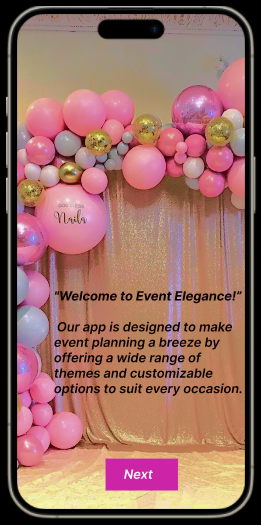 Naila
"Welcome to Event Elegance!"
Our app is designed to make
event planning a breeze by
offering a wide range of
themes and customizable
options to suit every occasion.
Next